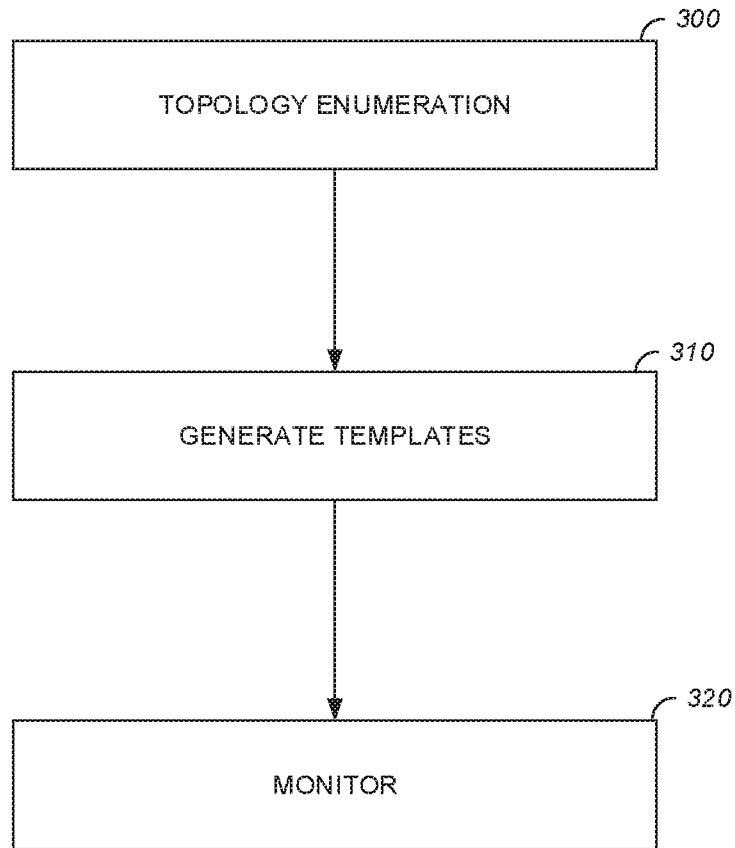 300
TOPOLOGY ENUMERATION
310
GENERATE TEMPLATES
320
MONITOR